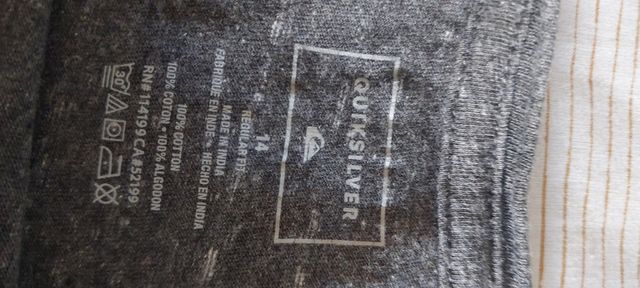 QUIKSILVER
14
REGULAR FIT
MADE IN INDIA
FABRIQUÉ EN INDE • HECHO EN INDIA
100% COTTON
100% COTON • 100% ALGODON
RN# 114199 CA# 52199
30°